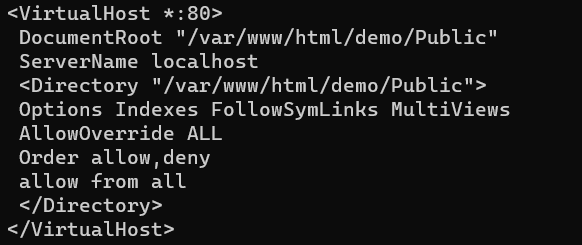 <VirtualHost *:80>
DocumentRoot "/var/www/html/demo/Public"
ServerName localhost
<Directory "/var/www/html/demo/Public">
Options Indexes FollowSymLinks MultiViews
AllowOverride ALL
Order allow,deny
allow from all
</Directory>
</VirtualHost>